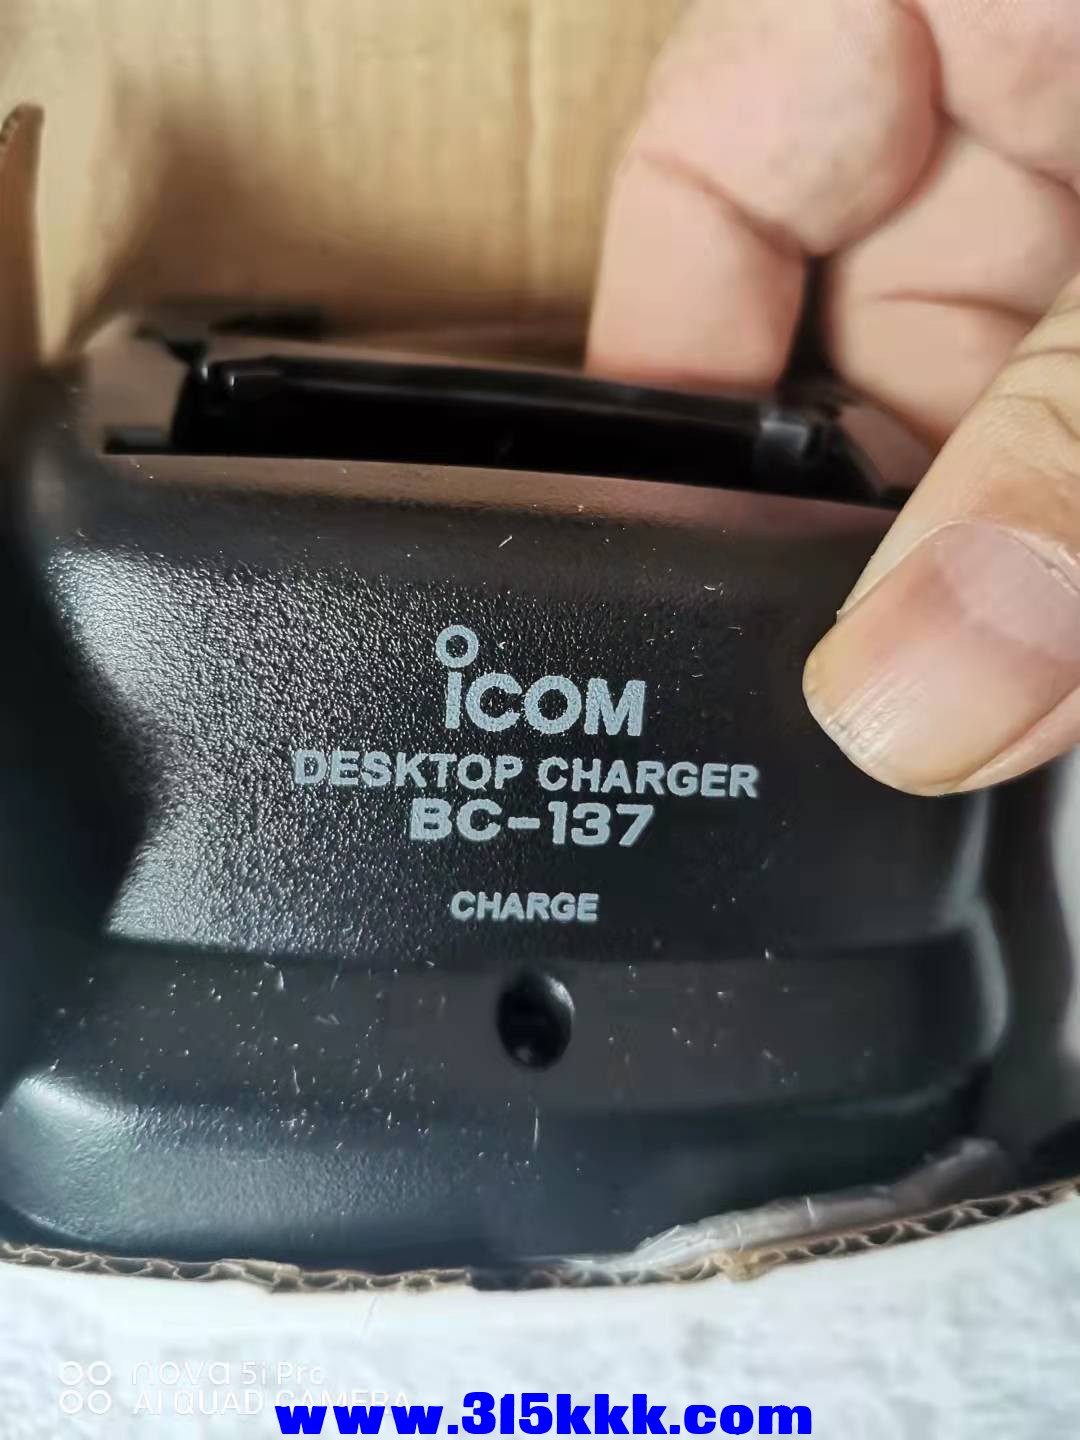 iCOM
DESKTOP CHARGER
BC-137
CHARGE
nova 5i Pro
AI QUAD CAMERA
www.315kkk.com